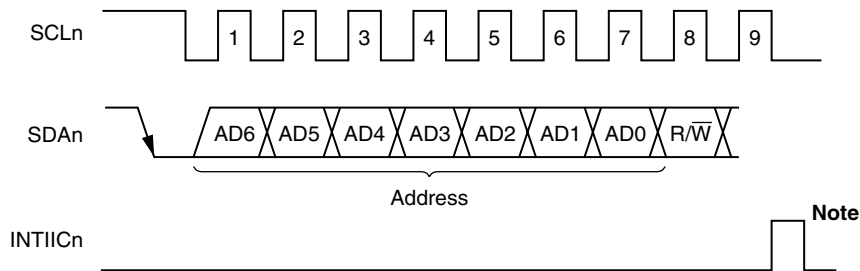 SCLn 1 2 3 4 5 6 7 8 9
SDAn AD6 AD5 AD4 AD3 AD2 AD1 AD0 R/W̅
Address
Note
INTIICn